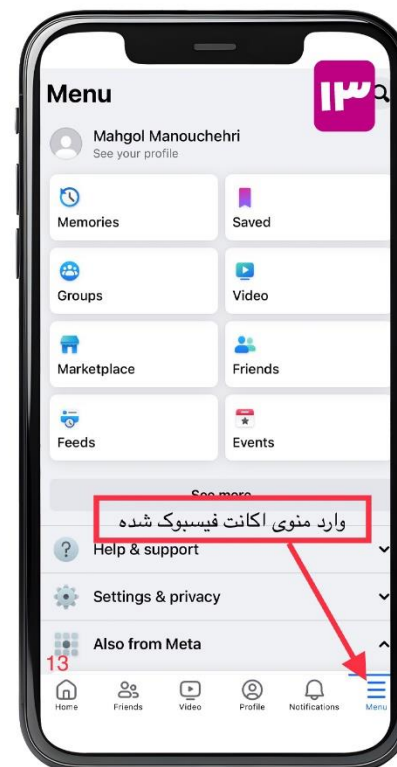 Menu
۱۳
Mahgol Manouchehri
See your profile
Memories
Saved
Groups
Video
Marketplace
Friends
Feeds
Events
See more
وارد منوی اکانت فیسبوک شده
Help & support
Settings & privacy
Also from Meta
13
Home
Friends
Video
Profile
Notifications
Menu